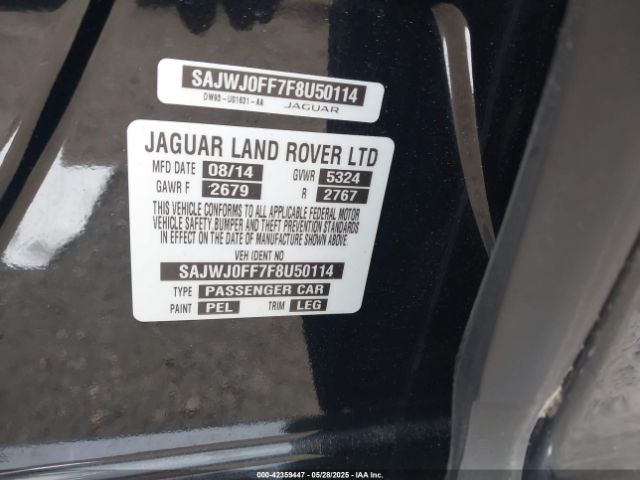 SAJWJ0FF7F8U50114
DW93-U01631-AA JAGUAR
JAGUAR LAND ROVER LTD
MFD DATE 08/14 GVWR 5324
GAWR F 2679 R 2767
THIS VEHICLE CONFORMS TO ALL APPLICABLE FEDERAL MOTOR
VEHICLE SAFETY BUMPER AND THEFT PREVENTION STANDARDS
IN EFFECT ON THE DATE OF MANUFACTURE SHOWN ABOVE.
VEH IDENT NO
SAJWJ0FF7F8U50114
TYPE PASSENGER CAR
PAINT PEL TRIM LEG
000-42359447 05/28/2025 - IAAI.COM